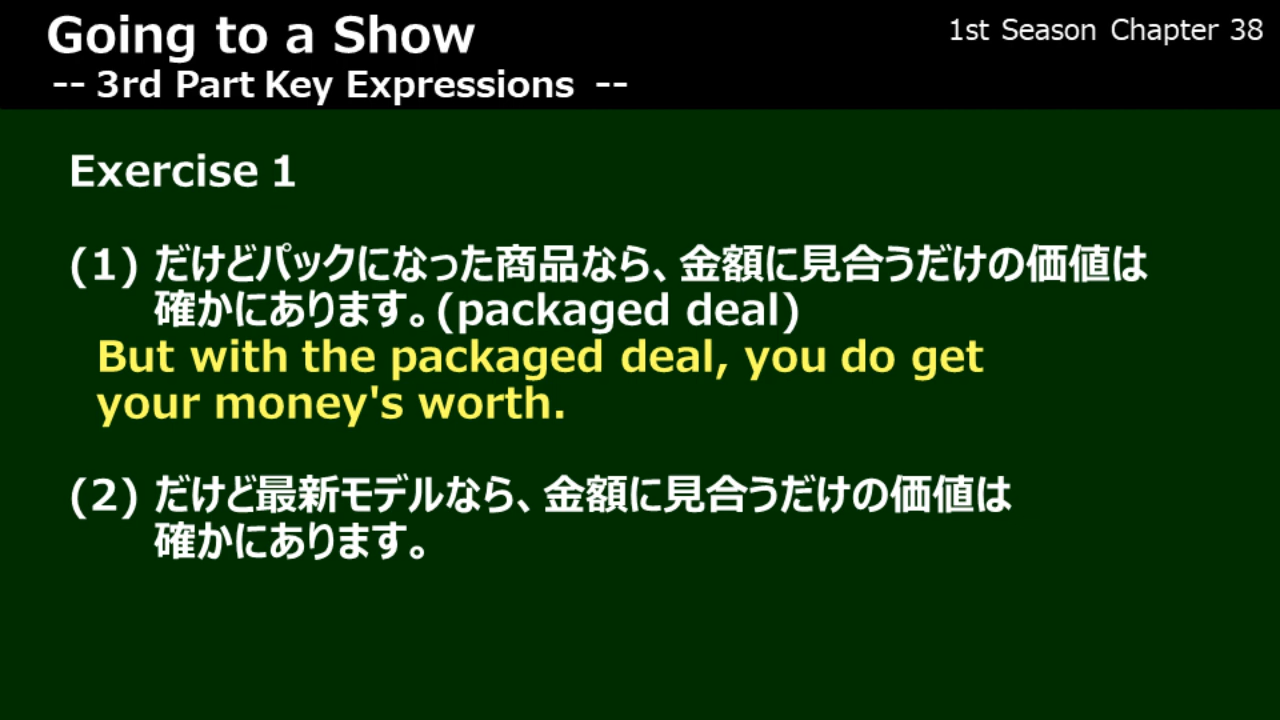 Going to a Show
1st Season Chapter 38
-- 3rd Part Key Expressions --
Exercise 1
(1) だけどパックになった商品なら、金額に見合うだけの価値は
確かにあります。(packaged deal)
But with the packaged deal, you do get
your money's worth.
(2) だけど最新モデルなら、金額に見合うだけの価値は
確かにあります。